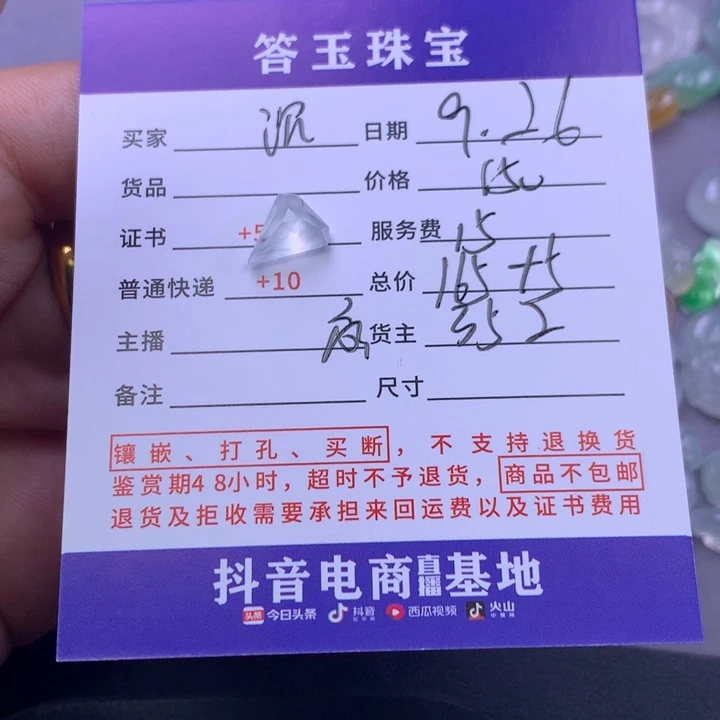 答玉珠宝
买家 沉 日期 9.26
货品 价格 150
证书 +5 服务费 15
普通快递 +10 总价 165+5
主播 货主
备注 尺寸
镶嵌、打孔、买断，不支持退换货
鉴赏期48小时，超时不予退货，商品不包邮
退货及拒收需要承担来回运费以及证书费用
抖音电商直播基地
头条 今日头条 抖音 西瓜视频 火山